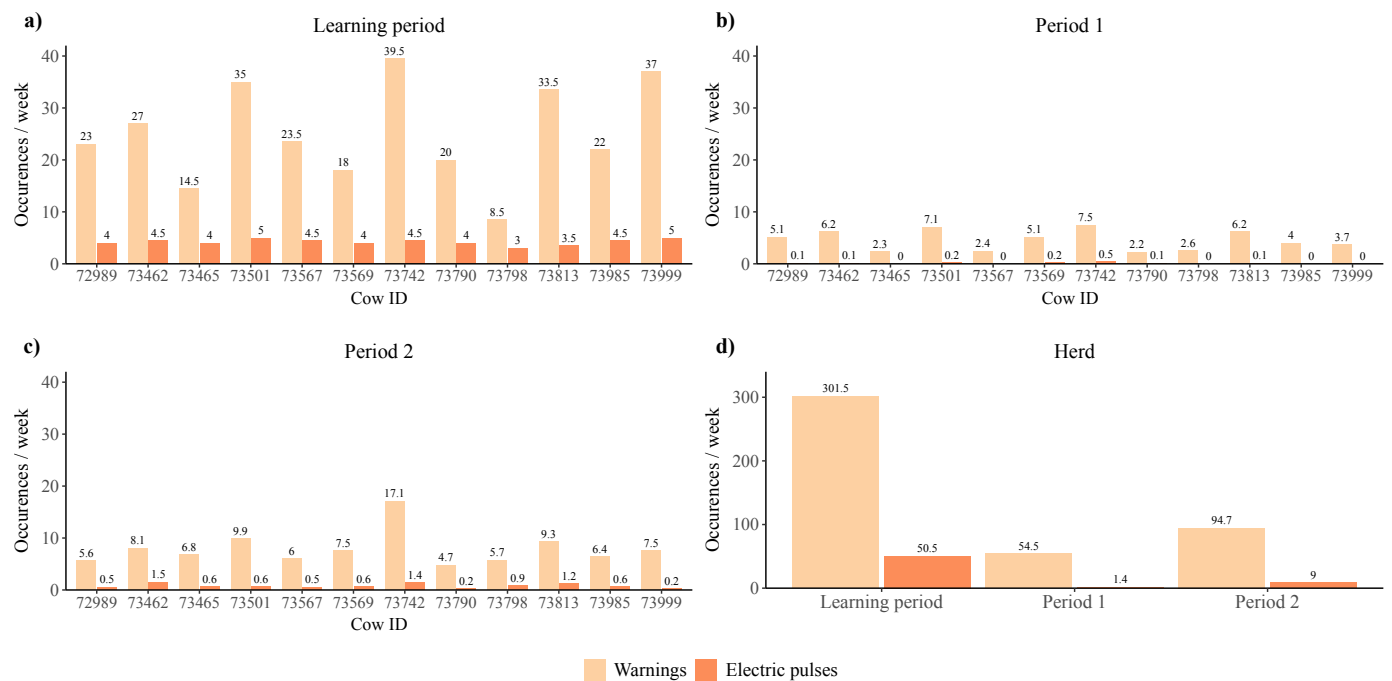 a)
Learning period
Occurences / week
40
30
20
10
0
23 4 27 4.5 14.5 4 35 5 23.5 4.5 18 4 39.5 4.5 20 4 8.5 3 33.5 3.5 22 4.5 37 5
72989 73462 73465 73501 73567 73569 73742 73790 73798 73813 73985 73999
Cow ID
b)
Period 1
Occurences / week
40
30
20
10
0
5.1 0.1 6.2 0.1 2.3 0 7.1 0.2 2.4 0 5.1 0.2 7.5 0.5 2.2 0.1 2.6 0 6.2 0.1 4 0 3.7 0
72989 73462 73465 73501 73567 73569 73742 73790 73798 73813 73985 73999
Cow ID
c)
Period 2
Occurences / week
40
30
20
10
0
5.6 0.5 8.1 1.5 6.8 0.6 9.9 0.6 6 0.5 7.5 0.6 17.1 1.4 4.7 0.2 5.7 0.9 9.3 1.2 6.4 0.6 7.5 0.2
72989 73462 73465 73501 73567 73569 73742 73790 73798 73813 73985 73999
Cow ID
d)
Herd
Occurences / week
300
200
100
0
301.5 50.5 54.5 1.4 94.7 9
Learning period Period 1 Period 2
Warnings Electric pulses